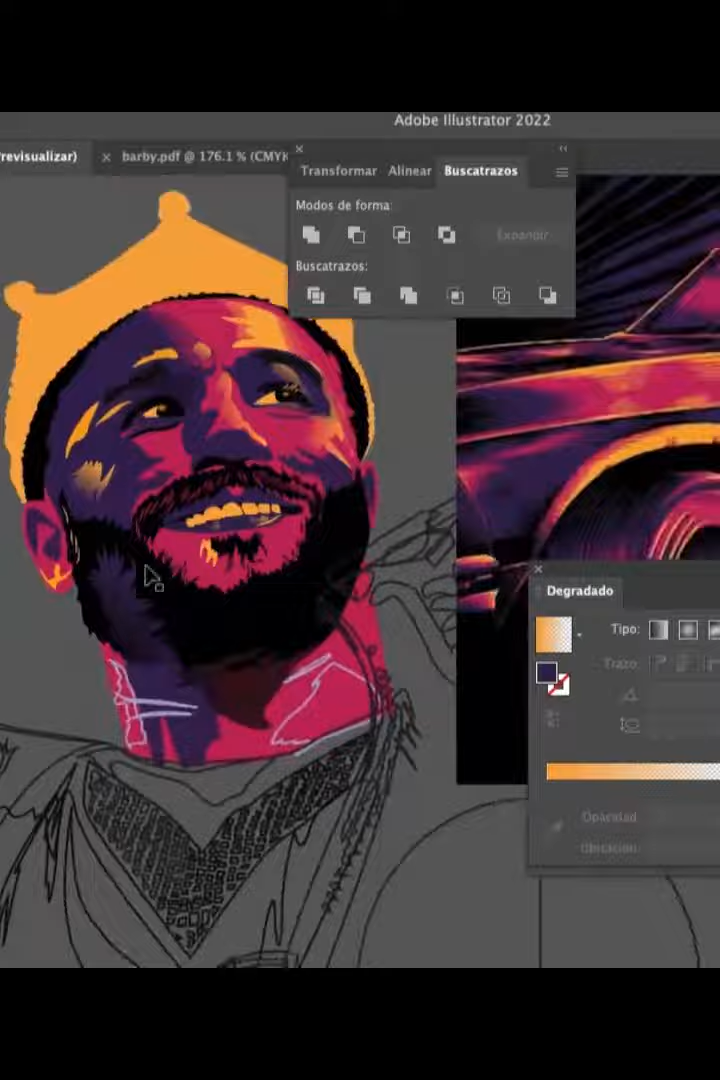 Adobe Illustrator 2022
revisualizar)
barby.pdf @ 176.1 % (CMYK
Transformar Alinear Buscatrazos
Modos de forma:
Expandir
Buscatrazos:
Degradado
Tipo:
Trazo:
Opacidad
Ubicación: